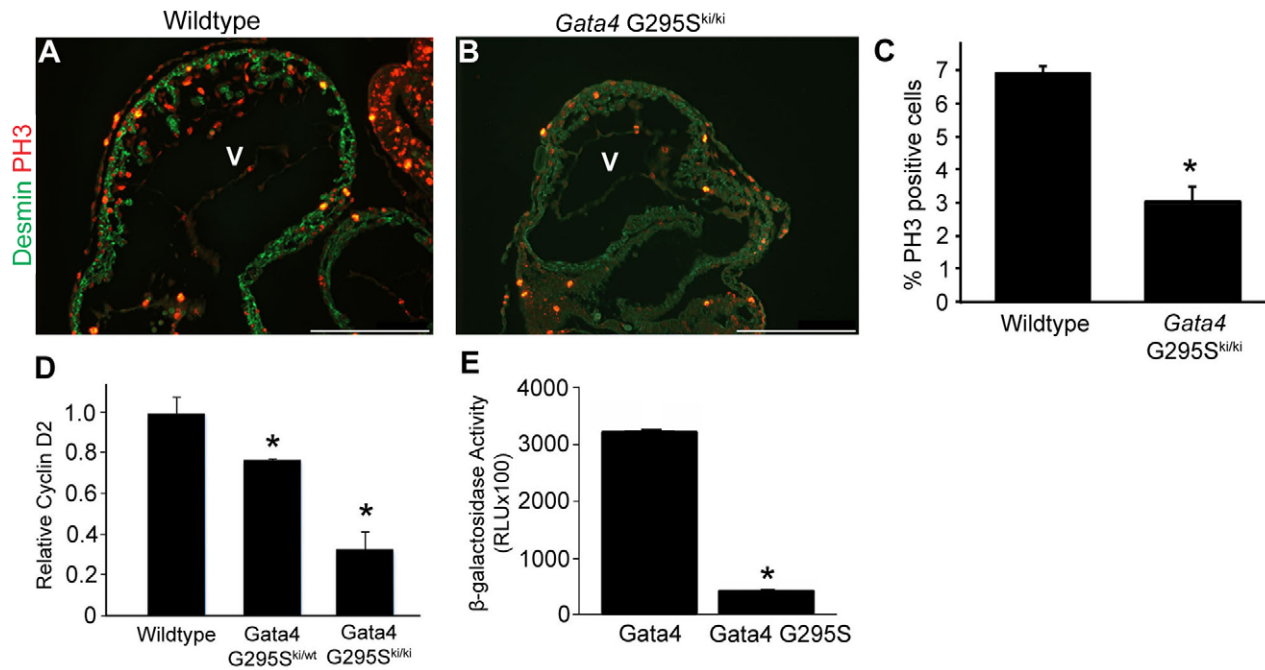 Wildtype
Gata4 G295S^ki/ki
Desmin PH3
A
V
B
V
C
% PH3 positive cells
7
6
5
4
3
2
1
0
*
Wildtype
Gata4
G295S^ki/ki
D
Relative Cyclin D2
1.0
0.8
0.6
0.4
0.2
0
*
*
Wildtype
Gata4
G295S^ki/wt
Gata4
G295S^ki/ki
E
β-galactosidase Activity
(RLUx100)
4000
3000
2000
1000
0
*
Gata4
Gata4 G295S